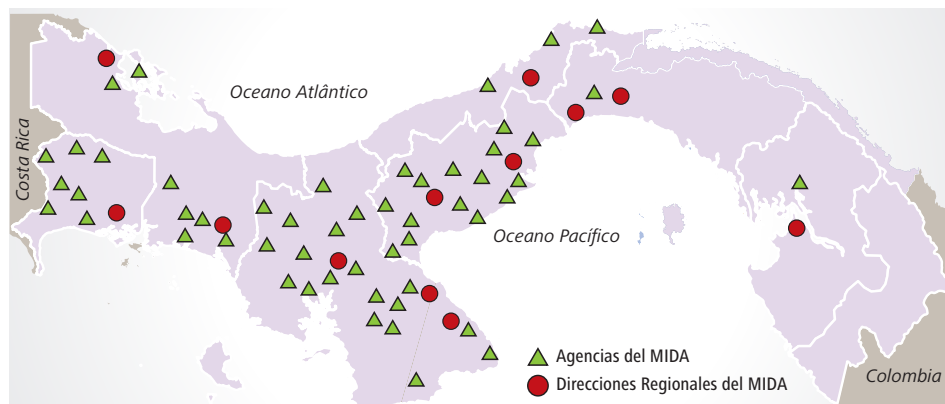 Oceano Atlântico
Costa Rica
Oceano Pacífico
Agencias del MIDA
Direcciones Regionales del MIDA
Colombia